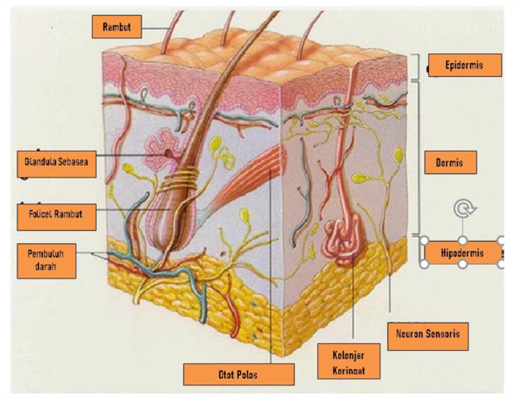 Rambut
Epidermis
Glandula Sebasea
Dermis
Folicel Rambut
Pembuluh
darah
Hipodermis
Neuron Sensoris
Kelenjar
Keringat
Otot Polos